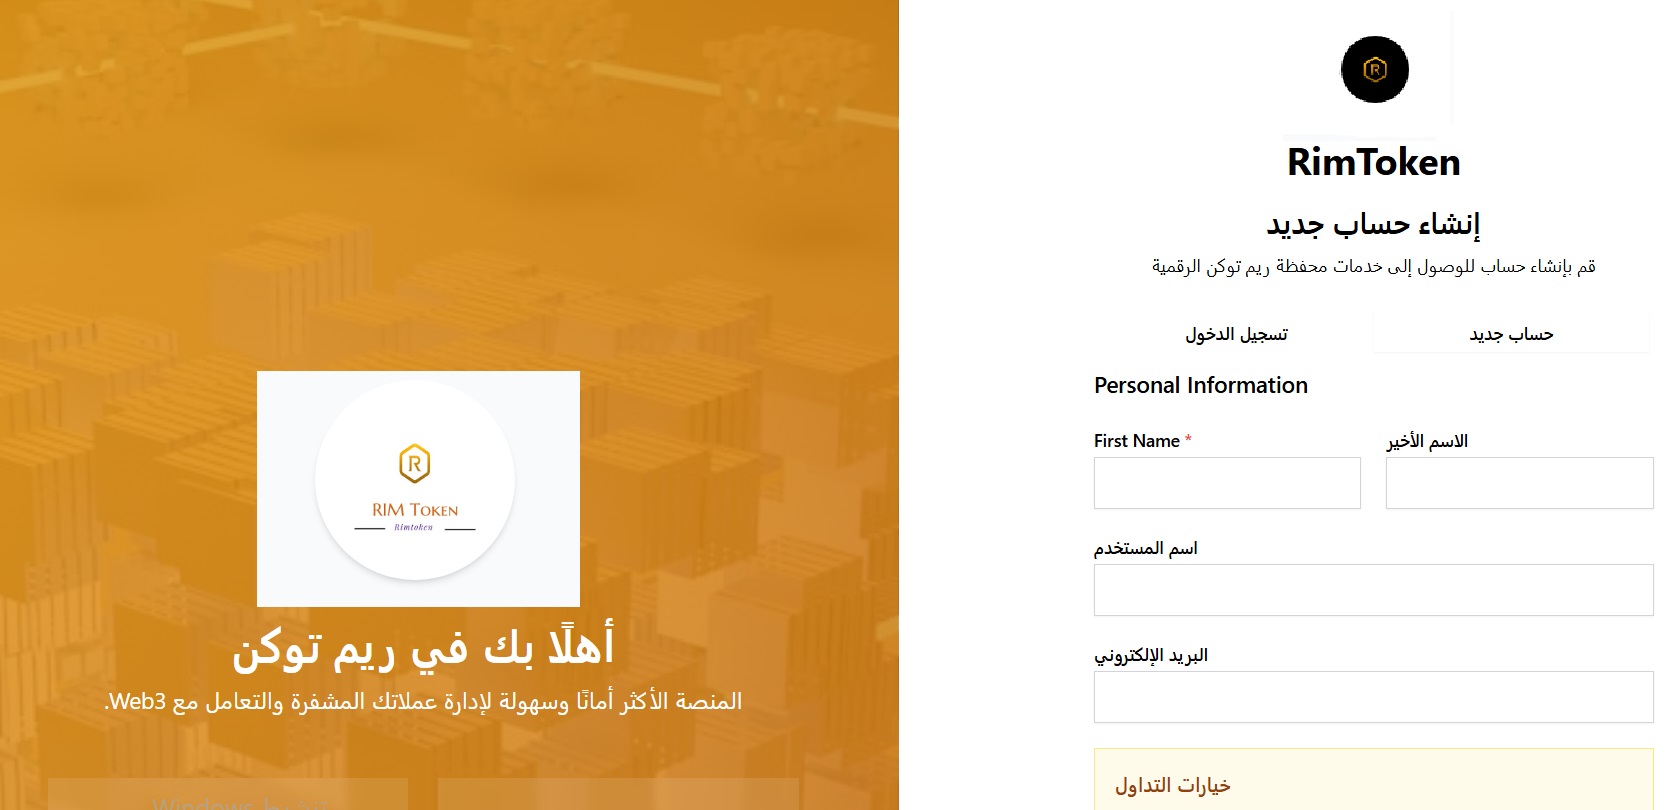 R
RIM TOKEN
Rimtoken
أهلًا بك في ريم توكن
المنصة الأكثر أمانًا وسهولة لإدارة عملاتك المشفرة والتعامل مع Web3.
تنشيط Windows
R
RimToken
إنشاء حساب جديد
قم بإنشاء حساب للوصول إلى خدمات محفظة ريم توكن الرقمية
حساب جديد
تسجيل الدخول
Personal Information
First Name *
الاسم الأخير
اسم المستخدم
البريد الإلكتروني
خيارات التداول